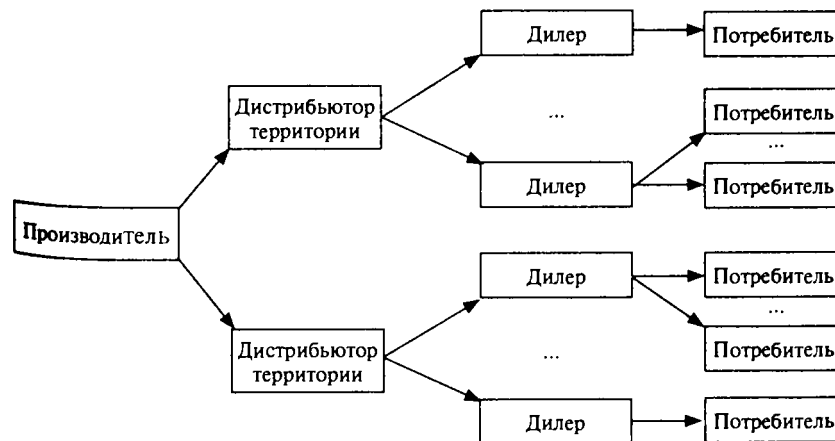 Дилер
Потребитель
Дистрибьютор
территории
...
Потребитель
...
Дилер
Потребитель
Производитель
Дилер
Потребитель
...
Дистрибьютор
территории
...
Потребитель
Дилер
Потребитель